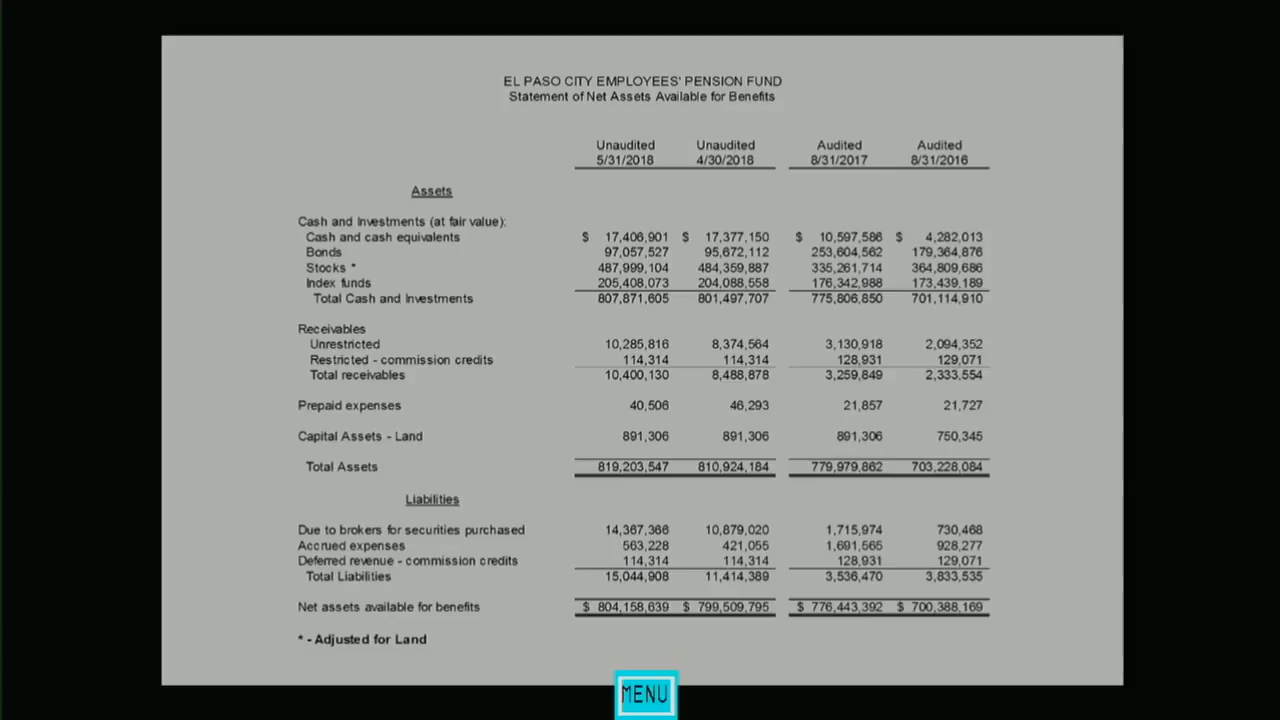 EL PASO CITY EMPLOYEES' PENSION FUND
Statement of Net Assets Available for Benefits
Unaudited Unaudited Audited Audited
5/31/2018 4/30/2018 8/31/2017 8/31/2016
Assets
Cash and Investments (at fair value):
Cash and cash equivalents $ 17,406,901 $ 17,377,150 $ 10,597,586 $ 4,282,013
Bonds 97,057,527 95,672,112 253,604,562 179,364,876
Stocks * 487,999,104 484,359,887 335,261,714 364,809,686
Index funds 205,408,073 204,088,558 176,342,988 173,439,189
Total Cash and Investments 807,871,605 801,497,707 775,806,850 701,114,910
Receivables
Unrestricted 10,285,816 8,374,564 3,130,918 2,094,352
Restricted - commission credits 114,314 114,314 128,931 129,071
Total receivables 10,400,130 8,488,878 3,259,849 2,333,554
Prepaid expenses 40,506 46,293 21,857 21,727
Capital Assets - Land 891,306 891,306 891,306 750,345
Total Assets 819,203,547 810,924,184 779,979,862 703,228,084
Liabilities
Due to brokers for securities purchased 14,367,366 10,879,020 1,715,974 730,468
Accrued expenses 563,228 421,055 1,691,565 928,277
Deferred revenue - commission credits 114,314 114,314 128,931 129,071
Total Liabilities 15,044,908 11,414,389 3,536,470 3,833,535
Net assets available for benefits $ 804,158,639 $ 799,509,795 $ 776,443,392 $ 700,388,169
* - Adjusted for Land
MENU